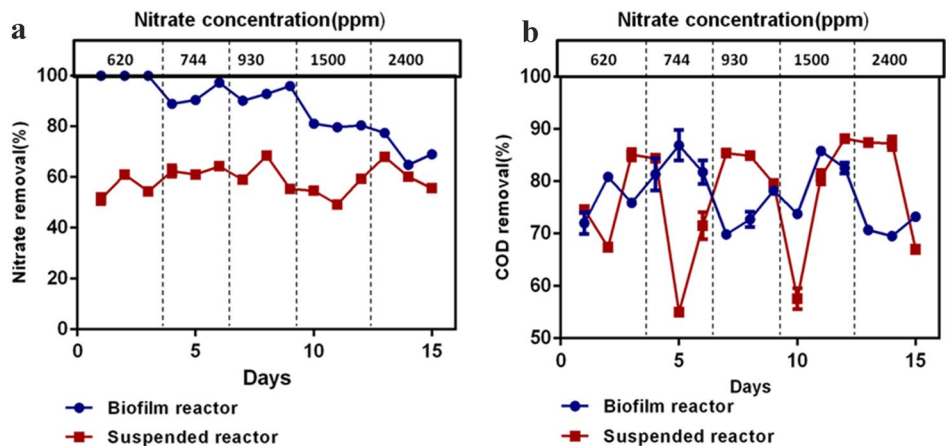 a
Nitrate concentration(ppm)
620 744 930 1500 2400
Nitrate removal(%)
100
80
60
40
20
0
0 5 10 15
Days
Biofilm reactor
Suspended reactor
b
Nitrate concentration(ppm)
620 744 930 1500 2400
COD removal(%)
100
90
80
70
60
50
0 5 10 15
Days
Biofilm reactor
Suspended reactor